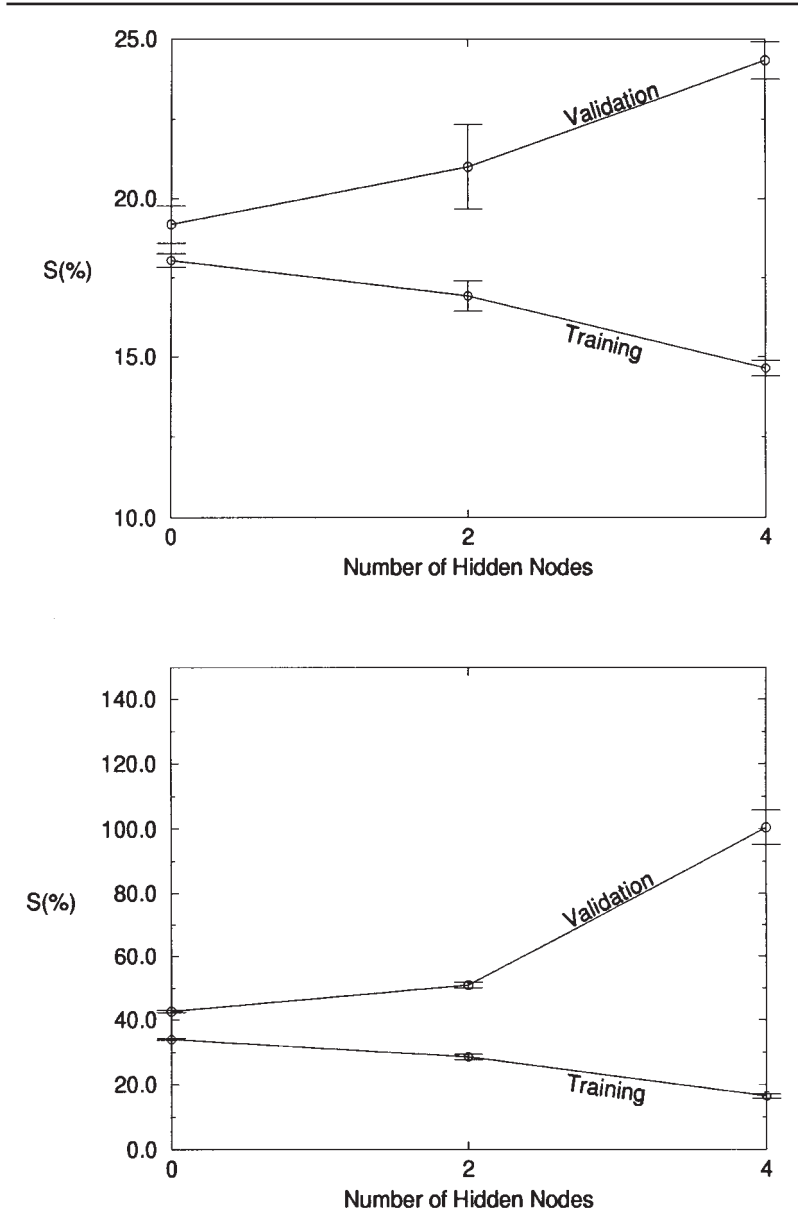 25.0
Validation
20.0
S(%)
Training
15.0
10.0
0 2 4
Number of Hidden Nodes
140.0
120.0
100.0
S(%)
80.0
Validation
60.0
40.0
20.0
Training
0.0
0 2 4
Number of Hidden Nodes